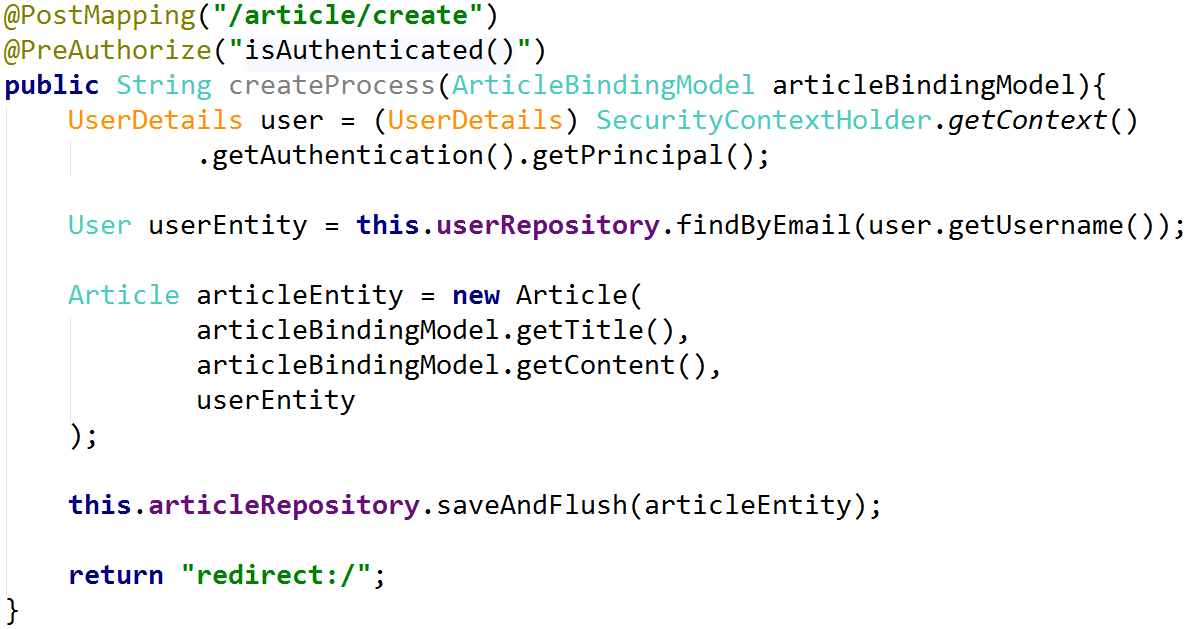 @PostMapping("/article/create")
@PreAuthorize("isAuthenticated()")
public String createProcess(ArticleBindingModel articleBindingModel){
    UserDetails user = (UserDetails) SecurityContextHolder.getContext()
            .getAuthentication().getPrincipal();

    User userEntity = this.userRepository.findByEmail(user.getUsername());

    Article articleEntity = new Article(
            articleBindingModel.getTitle(),
            articleBindingModel.getContent(),
            userEntity
    );

    this.articleRepository.saveAndFlush(articleEntity);

    return "redirect:/";
}